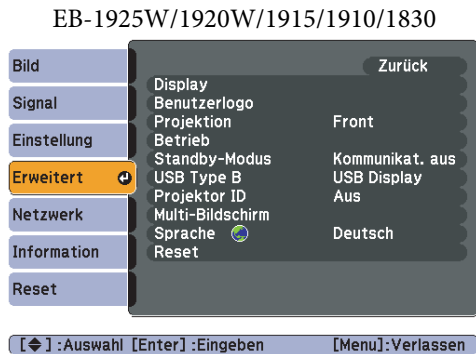 EB-1925W/1920W/1915/1910/1830
Bild
Signal
Einstellung
Erweitert
Netzwerk
Information
Reset
Zurück
Display
Benutzerlogo
Projektion Front
Betrieb
Standby-Modus Kommunikat. aus
USB Type B USB Display
Projektor ID Aus
Multi-Bildschirm
Sprache Deutsch
Reset
[◆] :Auswahl [Enter] :Eingeben [Menu]:Verlassen